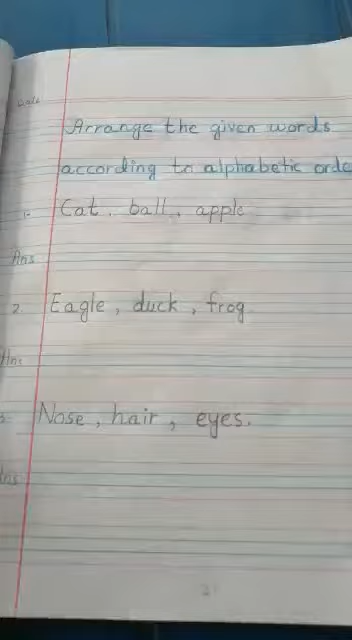 Arrange the given words
according to alphabetic orde
1- Cat, ball, apple
Ans
2. Eagle, duck, frog
Ans
3- Nose, hair, eyes.
Ans